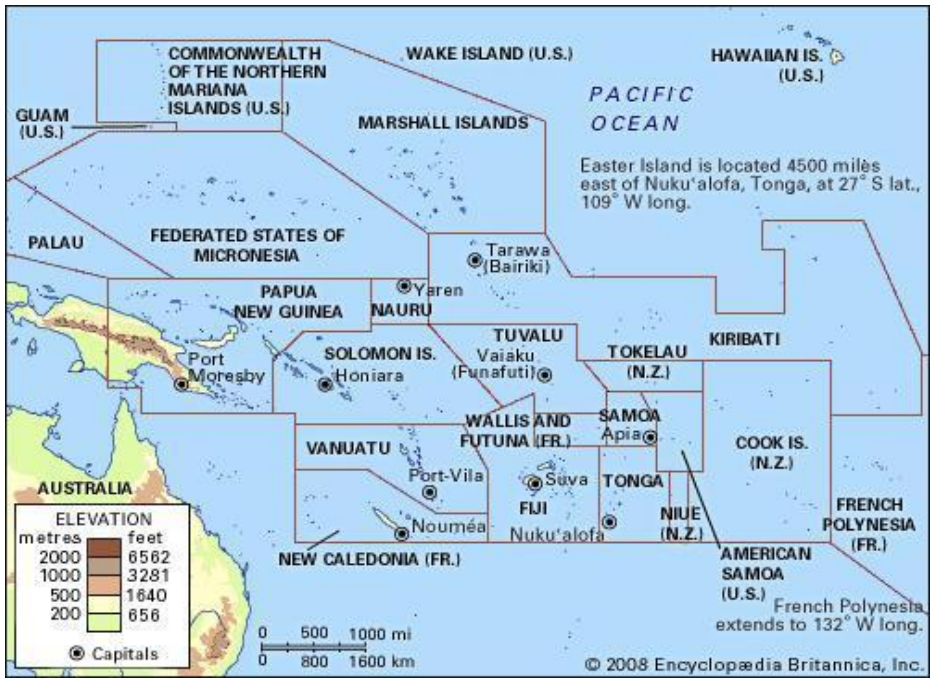 COMMONWEALTH
OF THE NORTHERN
MARIANA
ISLANDS (U.S.)
WAKE ISLAND (U.S.)
HAWAIIAN IS.
(U.S.)
GUAM
(U.S.)
MARSHALL ISLANDS
PACIFIC
OCEAN
Easter Island is located 4500 miles
east of Nukuʻalofa, Tonga, at 27° S lat.,
109° W long.
PALAU
FEDERATED STATES OF
MICRONESIA
Tarawa
(Bairiki)
Yaren
NAURU
PAPUA
NEW GUINEA
Port
Moresby
SOLOMON IS.
Honiara
TUVALU
Vaiaku
(Funafuti)
TOKELAU
(N.Z.)
KIRIBATI
WALLIS AND
FUTUNA (FR.)
SAMOA
Apia
COOK IS.
(N.Z.)
VANUATU
Port-Vila
Suva
FIJI
TONGA
Nukuʻalofa
NIUE
(N.Z.)
FRENCH
POLYNESIA
(FR.)
AUSTRALIA
Nouméa
NEW CALEDONIA (FR.)
AMERICAN
SAMOA
(U.S.)
French Polynesia
extends to 132° W long.
ELEVATION
metres feet
2000 6562
1000 3281
500 1640
200 656
Capitals
0 500 1000 mi
0 800 1600 km
© 2008 Encyclopædia Britannica, Inc.